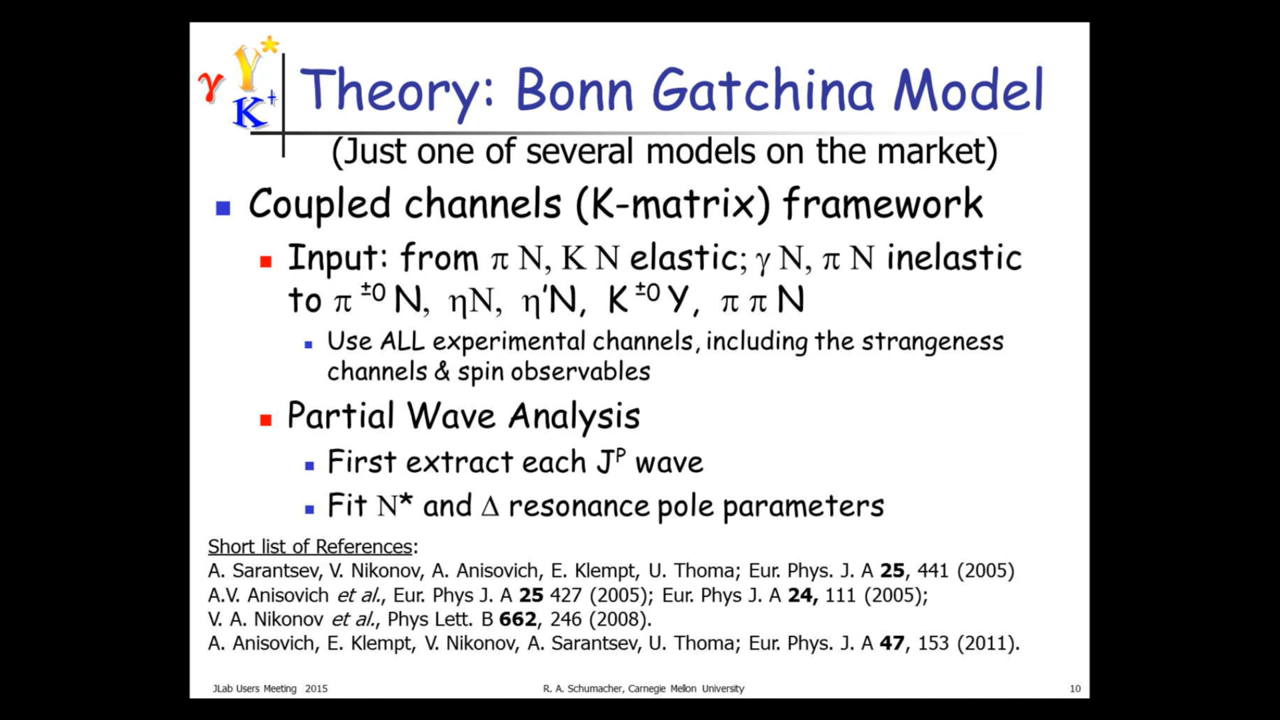 γ Y* K⁺
Theory: Bonn Gatchina Model
(Just one of several models on the market)
Coupled channels (K-matrix) framework
Input: from π N, K N elastic; γ N, π N inelastic
to π ±0 N, ηN, η’N, K ±0 Y, π π N
Use ALL experimental channels, including the strangeness
channels & spin observables
Partial Wave Analysis
First extract each Jᴾ wave
Fit N* and Δ resonance pole parameters
Short list of References:
A. Sarantsev, V. Nikonov, A. Anisovich, E. Klempt, U. Thoma; Eur. Phys. J. A 25, 441 (2005)
A.V. Anisovich et al., Eur. Phys J. A 25 427 (2005); Eur. Phys J. A 24, 111 (2005);
V. A. Nikonov et al., Phys Lett. B 662, 246 (2008).
A. Anisovich, E. Klempt, V. Nikonov, A. Sarantsev, U. Thoma; Eur. Phys. J. A 47, 153 (2011).
JLab Users Meeting 2015 R. A. Schumacher, Carnegie Mellon University 10